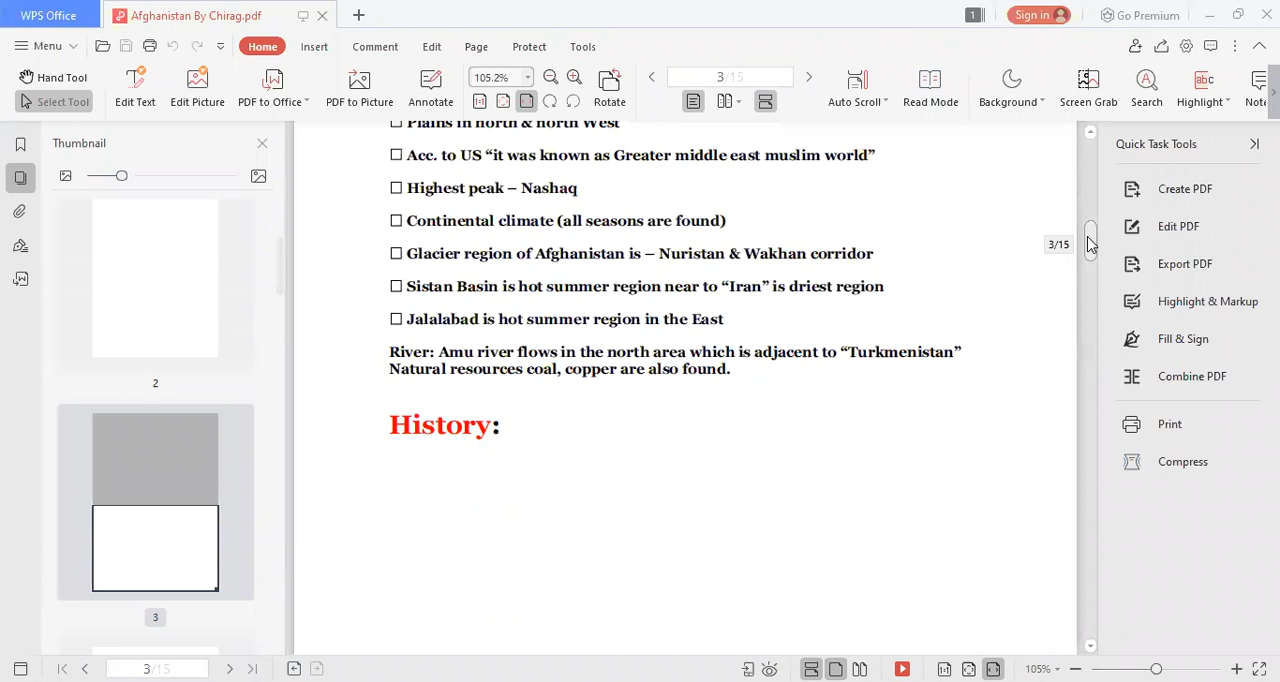 WPS Office
Afghanistan By Chirag.pdf
1
Sign in
Go Premium
Menu
Home
Insert
Comment
Edit
Page
Protect
Tools
Hand Tool
Select Tool
Edit Text
Edit Picture
PDF to Office
PDF to Picture
Annotate
105.2%
Rotate
3/15
Auto Scroll
Read Mode
Background
Screen Grab
Search
Highlight
Note
Thumbnail
2
3
Plains in north & north West
Acc. to US “it was known as Greater middle east muslim world”
Highest peak – Nashaq
Continental climate (all seasons are found)
Glacier region of Afghanistan is – Nuristan & Wakhan corridor
Sistan Basin is hot summer region near to “Iran” is driest region
Jalalabad is hot summer region in the East
River: Amu river flows in the north area which is adjacent to “Turkmenistan”
Natural resources coal, copper are also found.
History:
3/15
Quick Task Tools
Create PDF
Edit PDF
Export PDF
Highlight & Markup
Fill & Sign
Combine PDF
Print
Compress
3/15
105%